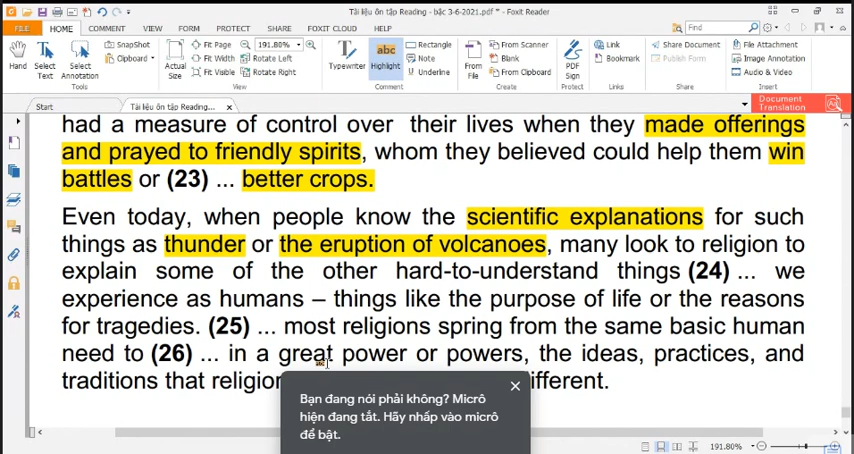 Tài liệu ôn tập Reading - bậc 3-6-2021.pdf * - Foxit Reader
FILE HOME COMMENT VIEW FORM PROTECT SHARE FOXIT CLOUD HELP
Find
Hand
Select Text
Select Annotation
SnapShot
Clipboard
Tools
Actual Size
Fit Page
Fit Width
Fit Visible
191.80%
Rotate Left
Rotate Right
View
Typewriter
Highlight
Rectangle
Note
Underline
Comment
From File
From Scanner
Blank
From Clipboard
Create
PDF Sign
Protect
Link
Bookmark
Links
Share Document
Publish Form
Share
File Attachment
Image Annotation
Audio & Video
Insert
Start
Tài liệu ôn tập Reading...
Document Translation
had a measure of control over their lives when they made offerings
and prayed to friendly spirits, whom they believed could help them win
battles or (23) ... better crops.
Even today, when people know the scientific explanations for such
things as thunder or the eruption of volcanoes, many look to religion to
explain some of the other hard-to-understand things (24) ... we
experience as humans – things like the purpose of life or the reasons
for tragedies. (25) ... most religions spring from the same basic human
need to (26) ... in a great power or powers, the ideas, practices, and
traditions that religion
ifferent.
Bạn đang nói phải không? Micrô
hiện đang tắt. Hãy nhấp vào micrô
để bật.
191.80%